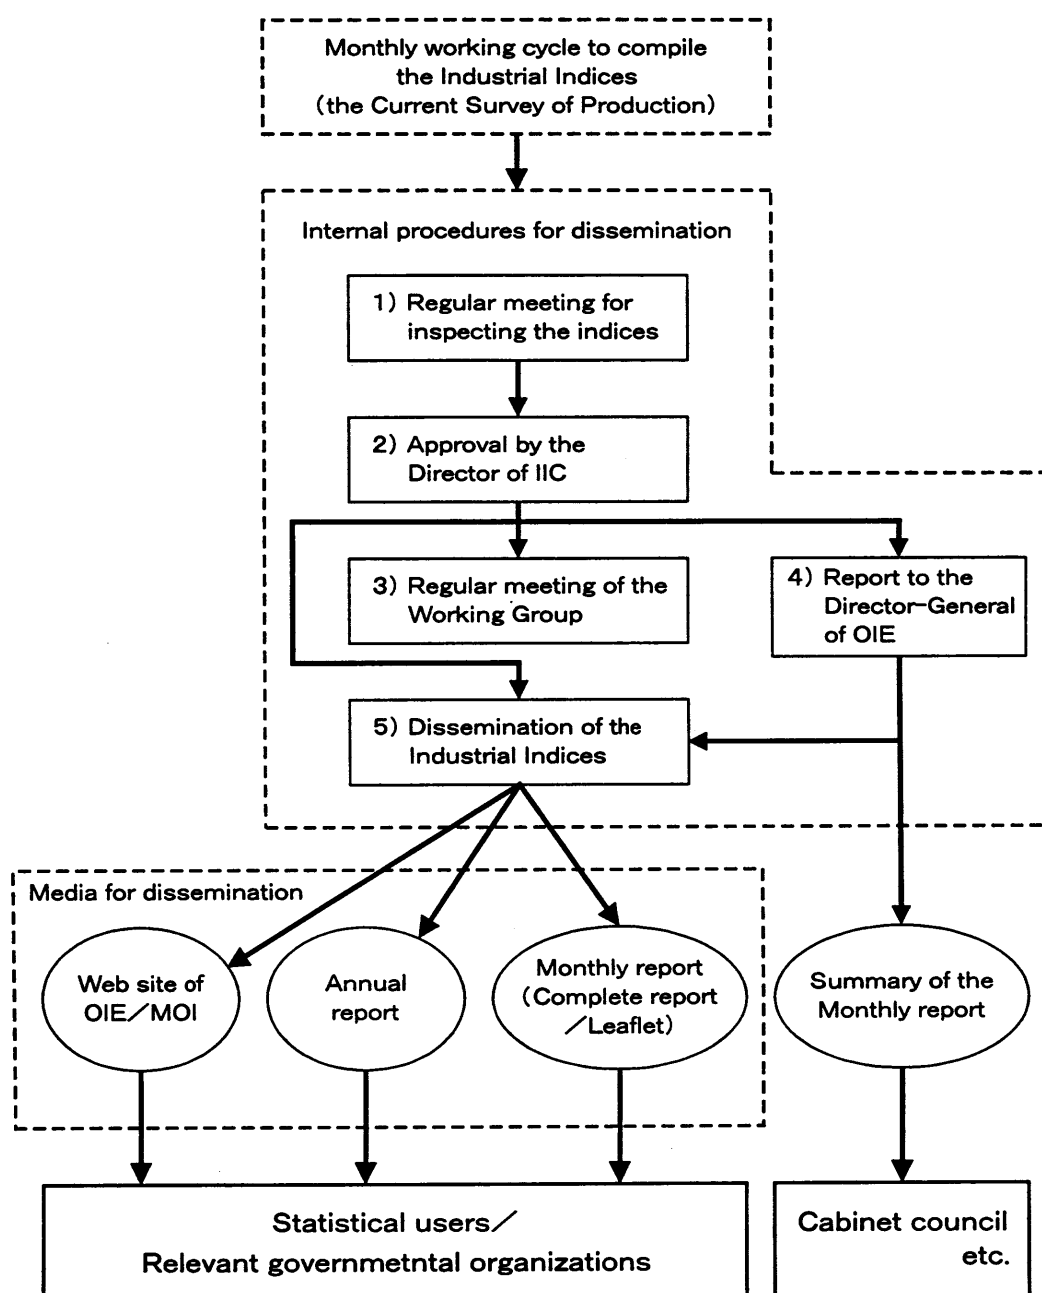 Monthly working cycle to compile
the Industrial Indices
(the Current Survey of Production)
Internal procedures for dissemination
1) Regular meeting for
inspecting the indices
2) Approval by the
Director of IIC
3) Regular meeting of the
Working Group
4) Report to the
Director-General
of OIE
5) Dissemination of the
Industrial Indices
Media for dissemination
Web site of
OIE/MOI
Annual
report
Monthly report
(Complete report
/Leaflet)
Summary of the
Monthly report
Statistical users/
Relevant governmetntal organizations
Cabinet council
etc.